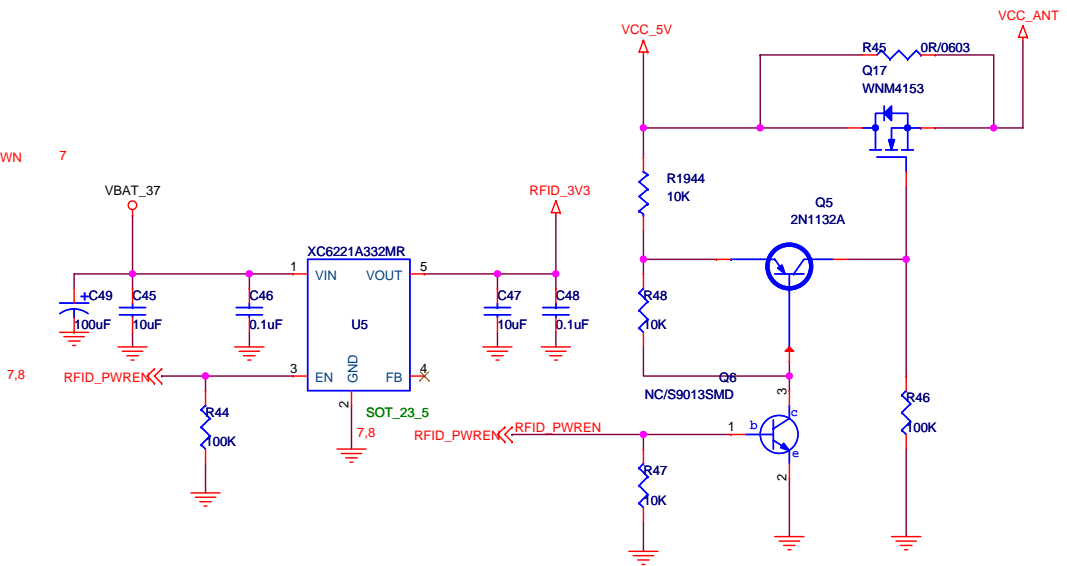 VCC_5V
VCC_ANT
R45 0R/0603
Q17
WNM4153
WN 7
VBAT_37
RFID_3V3
R1944
10K
Q5
2N1132A
XC6221A332MR
1 VIN VOUT 5
C49
100uF
C45
10uF
C46
0.1uF
U5
C47
10uF
C48
0.1uF
R48
10K
7,8
RFID_PWREN
3 EN GND FB 4
2
SOT_23_5
R44
100K
7,8
RFID_PWREN
RFID_PWREN
Q6
NC/S9013SMD
3
c
1 b
e
2
R46
100K
R47
10K